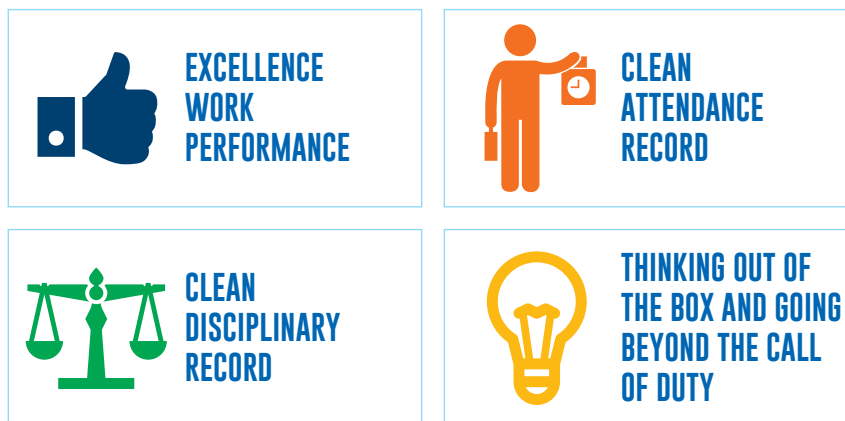 EXCELLENCE
WORK
PERFORMANCE
CLEAN
ATTENDANCE
RECORD
CLEAN
DISCIPLINARY
RECORD
THINKING OUT OF
THE BOX AND GOING
BEYOND THE CALL
OF DUTY